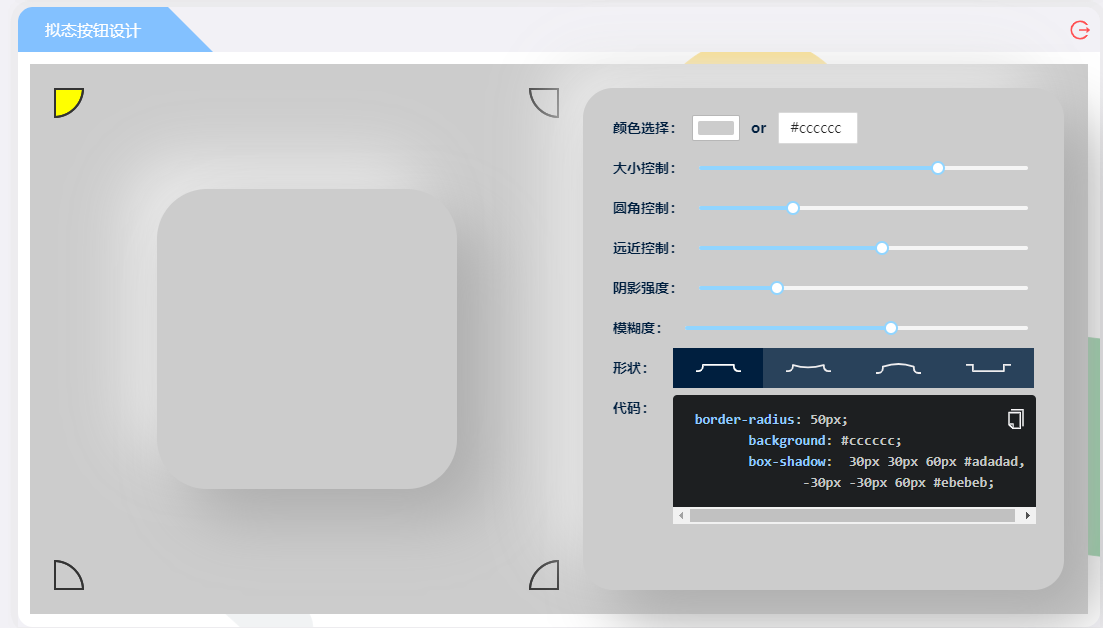 拟态按钮设计
颜色选择： or #cccccc
大小控制：
圆角控制：
远近控制：
阴影强度：
模糊度：
形状：
代码：
border-radius: 50px;
background: #cccccc;
box-shadow: 30px 30px 60px #adadad,
-30px -30px 60px #ebebeb;